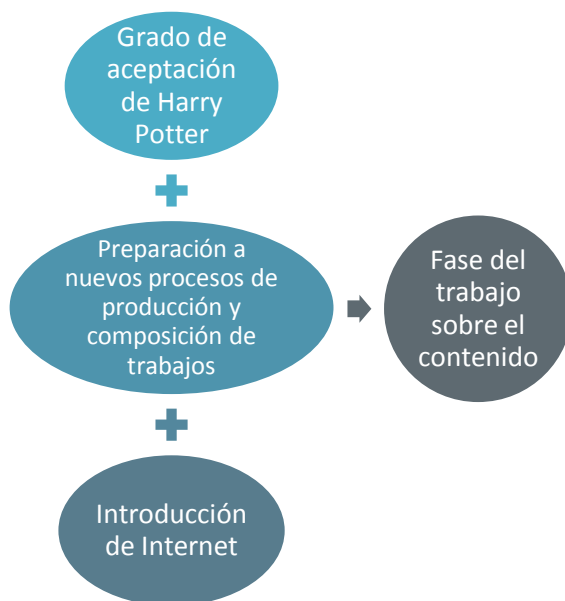 Grado de
aceptación
de Harry
Potter
Preparación a
nuevos procesos de
producción y
composición de
trabajos
Fase del
trabajo
sobre el
contenido
Introducción
de Internet